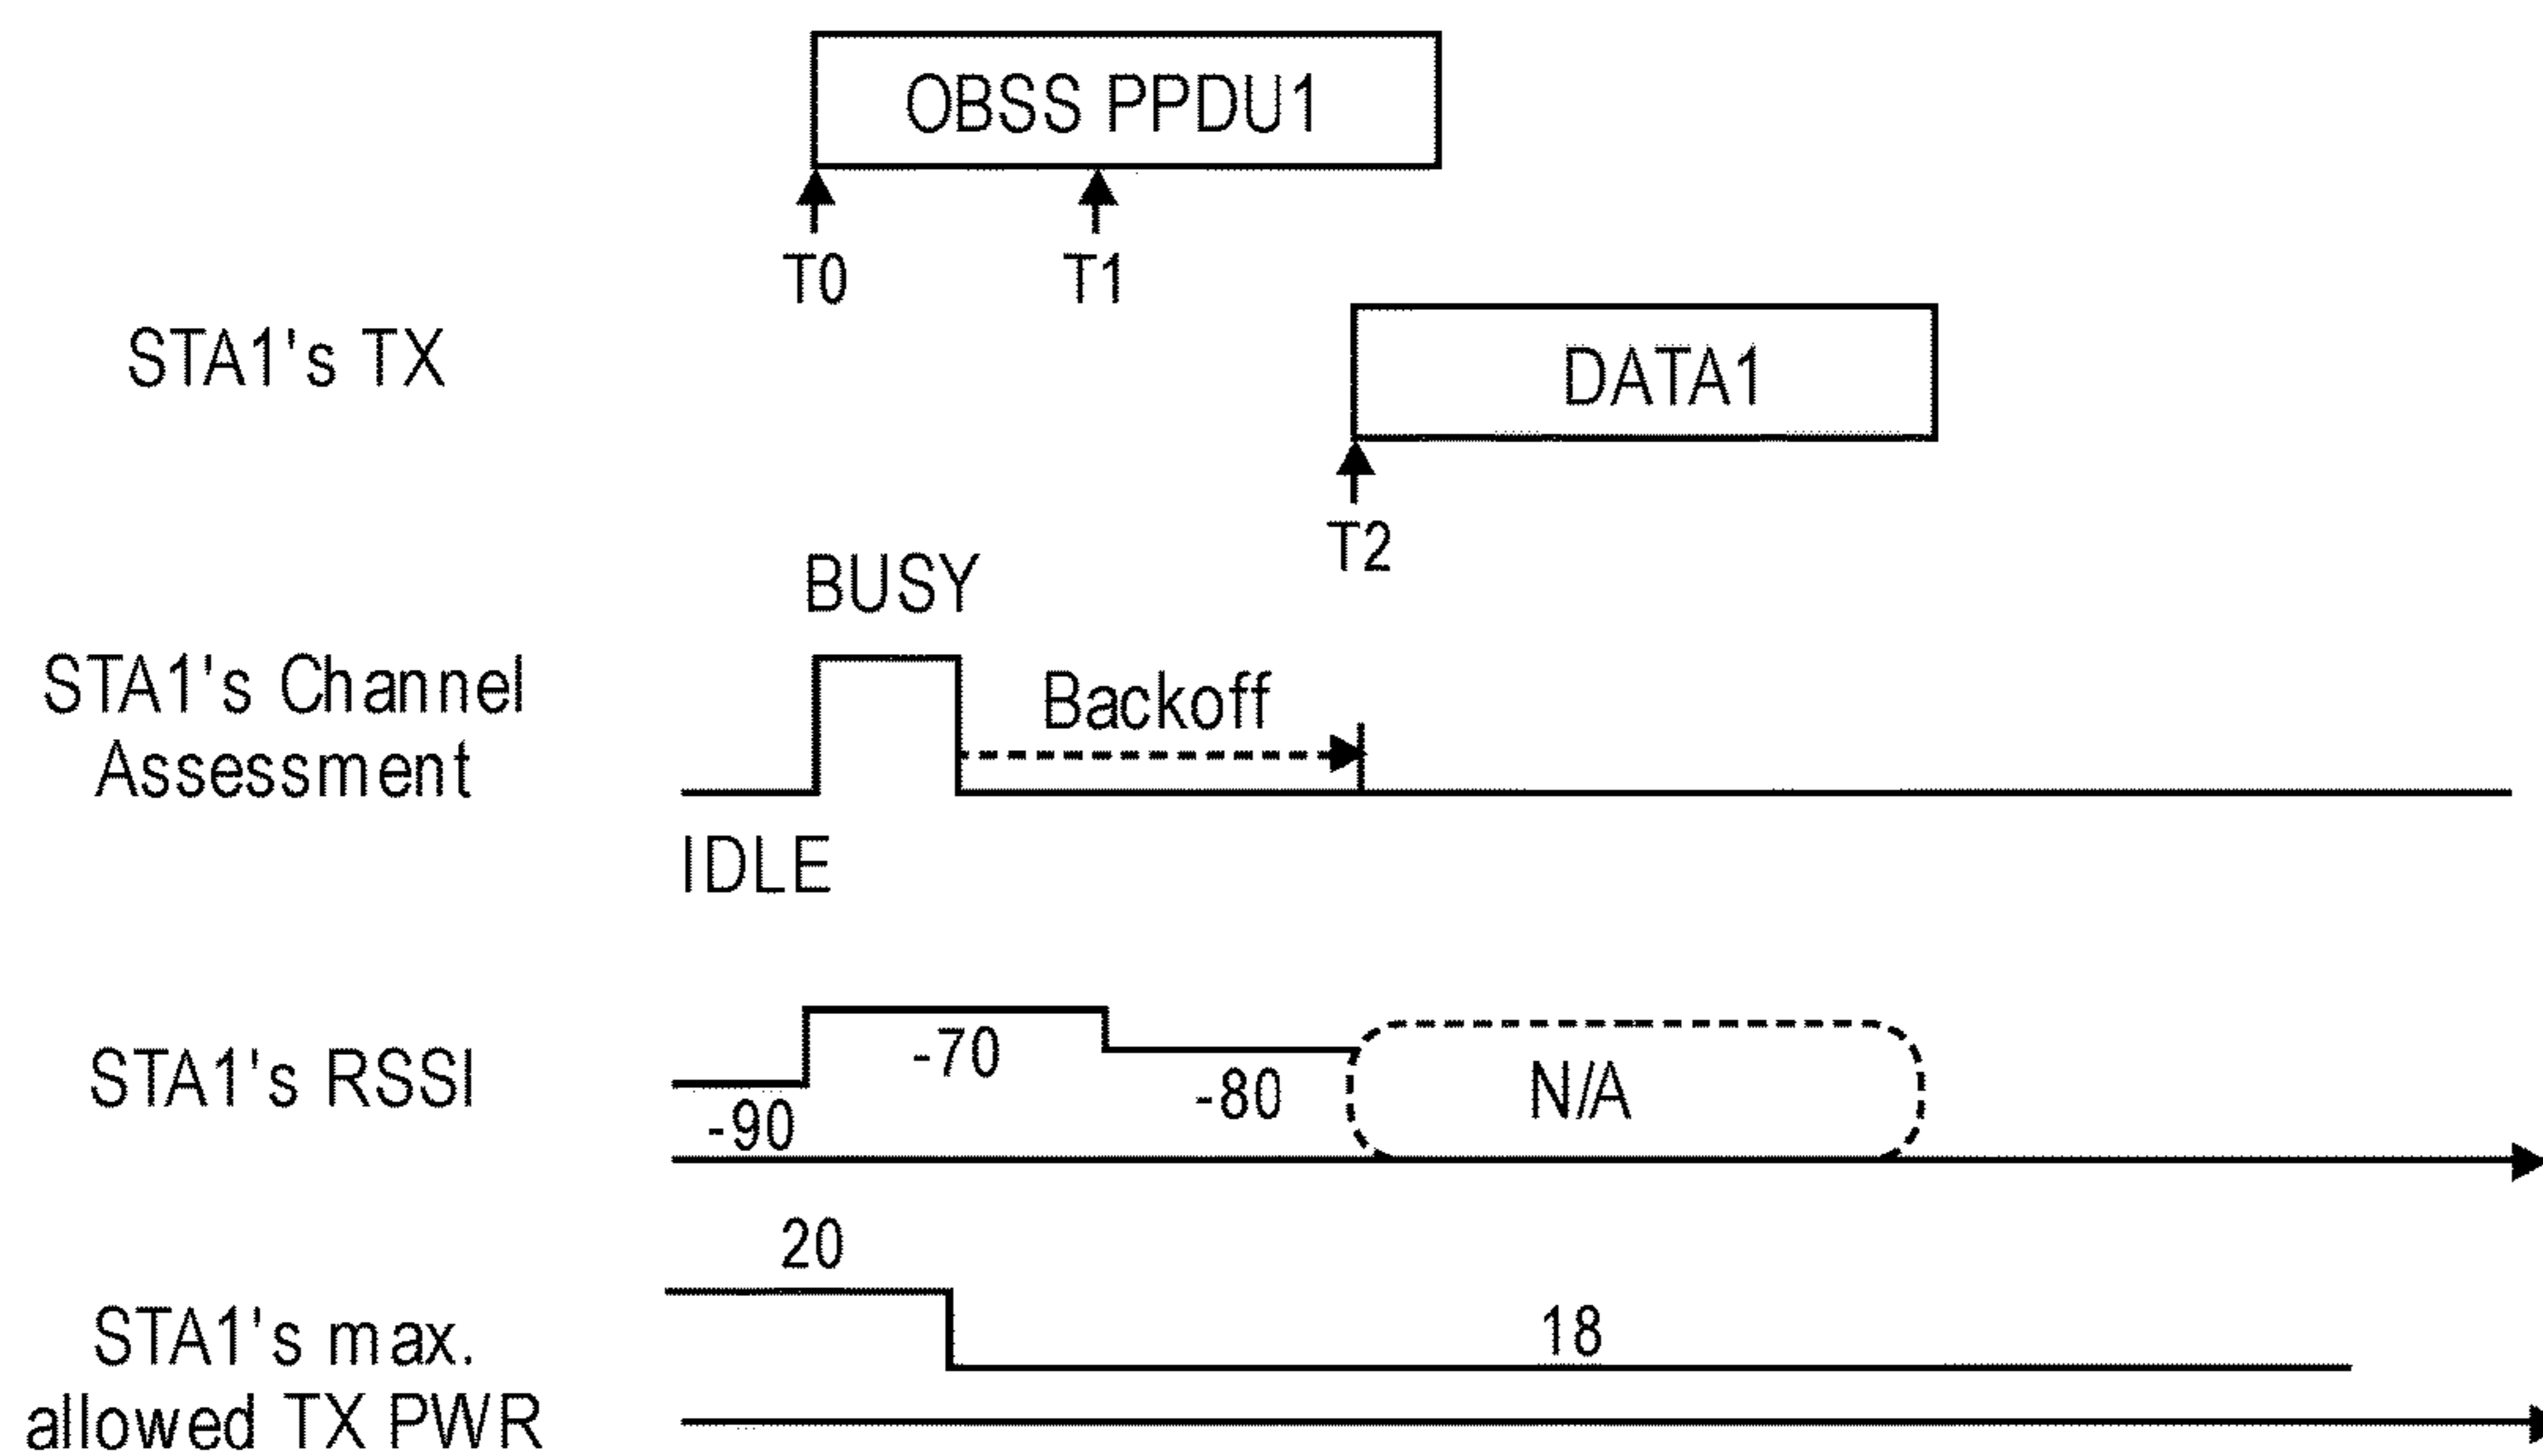 OBSS PPDU1
T0
T1
STA1's TX
DATA1
T2
BUSY
STA1's Channel
Assessment
Backoff
IDLE
STA1's RSSI
-90
-70
-80
N/A
20
STA1's max.
allowed TX PWR
18